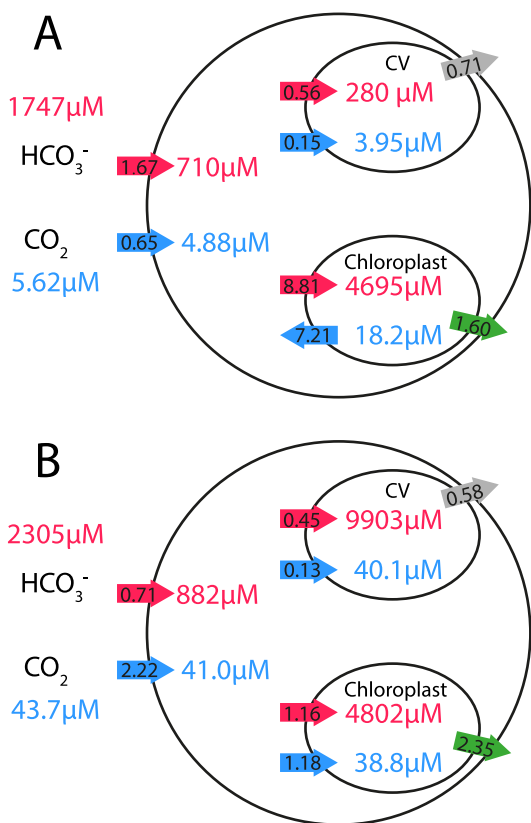 A
CV
0.71
1747µM
0.56
280 µM
HCO3-
0.15
3.95µM
1.67
710µM
CO2
0.65
4.88µM
5.62µM
Chloroplast
8.81
4695µM
7.21
18.2µM
1.60
B
CV
0.58
2305µM
0.45
9903µM
HCO3-
0.13
40.1µM
0.71
882µM
CO2
2.22
41.0µM
43.7µM
Chloroplast
1.16
4802µM
1.18
38.8µM
2.35